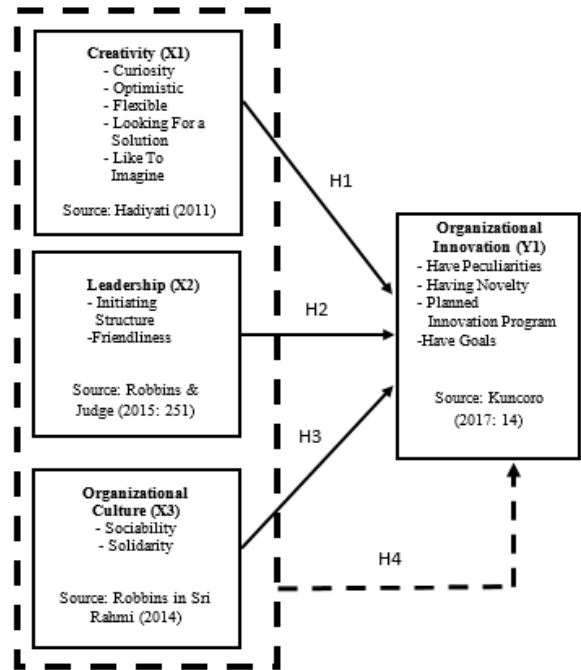 Creativity (X1)
- Curiosity
- Optimistic
- Flexible
- Looking For a
Solution
- Like To
Imagine
Source: Hadiyati (2011)
H1
Leadership (X2)
- Initiating
Structure
-Friendliness
Source: Robbins &
Judge (2015: 251)
H2
Organizational
Culture (X3)
- Sociability
- Solidarity
Source: Robbins in Sri
Rahmi (2014)
H3
Organizational
Innovation (Y1)
- Have Peculiarities
- Having Novelty
- Planned
Innovation Program
-Have Goals
Source: Kuncoro
(2017: 14)
H4